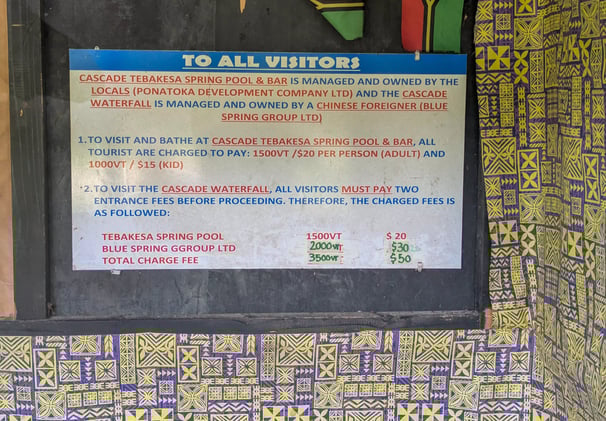 TO ALL VISITORS
CASCADE TEBAKESA SPRING POOL & BAR IS MANAGED AND OWNED BY THE
LOCALS (PONATOKA DEVELOPMENT COMPANY LTD) AND THE CASCADE
WATERFALL IS MANAGED AND OWNED BY A CHINESE FOREIGNER (BLUE
SPRING GROUP LTD)
1.TO VISIT AND BATHE AT CASCADE TEBAKESA SPRING POOL & BAR, ALL
TOURIST ARE CHARGED TO PAY: 1500VT /$20 PER PERSON (ADULT) AND
1000VT / $15 (KID)
2.TO VISIT THE CASCADE WATERFALL, ALL VISITORS MUST PAY TWO
ENTRANCE FEES BEFORE PROCEEDING. THEREFORE, THE CHARGED FEES IS
AS FOLLOWED:
TEBAKESA SPRING POOL 1500VT $ 20
BLUE SPRING GGROUP LTD 2000VT $30
TOTAL CHARGE FEE 3500VT $50